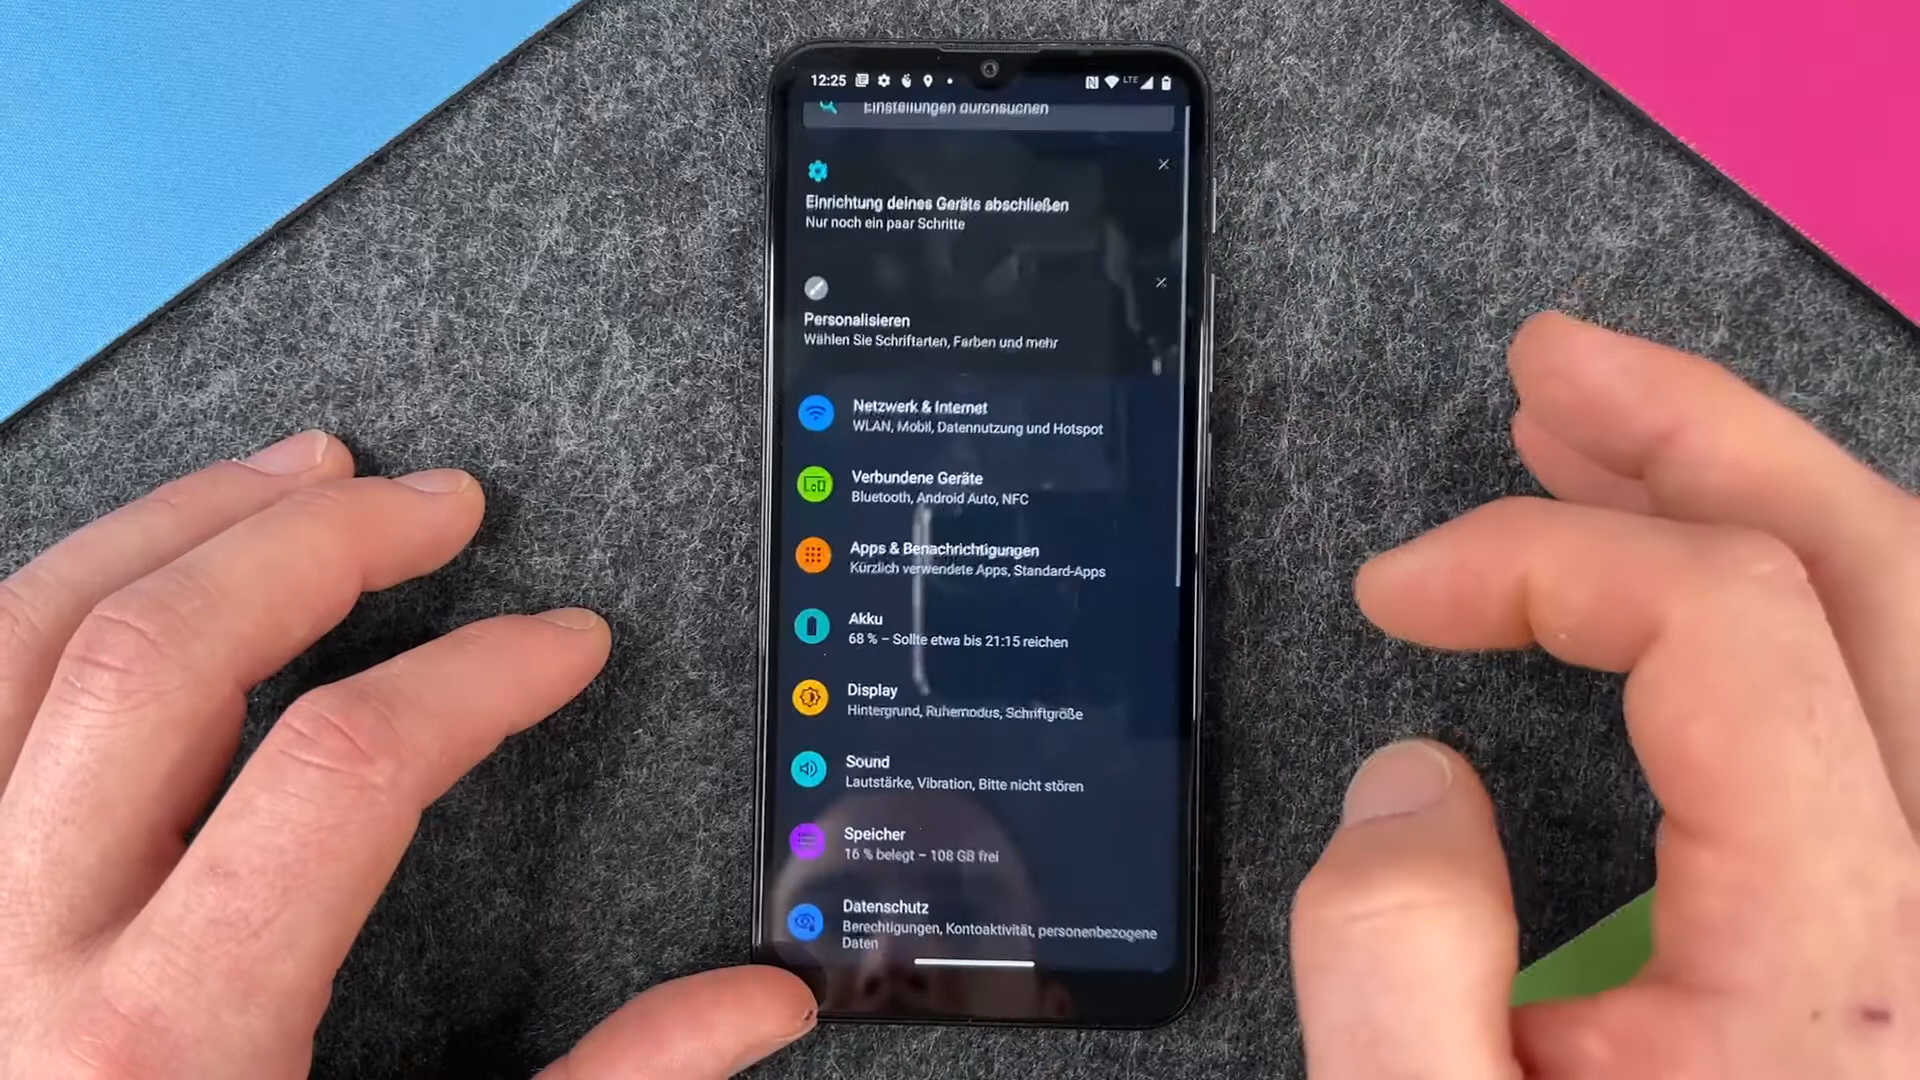 12:25 LTE
Einstellungen durchsuchen
Einrichtung deines Geräts abschließen
Nur noch ein paar Schritte
Personalisieren
Wählen Sie Schriftarten, Farben und mehr
Netzwerk & Internet
WLAN, Mobil, Datennutzung und Hotspot
Verbundene Geräte
Bluetooth, Android Auto, NFC
Apps & Benachrichtigungen
Kürzlich verwendete Apps, Standard-Apps
Akku
68 % – Sollte etwa bis 21:15 reichen
Display
Hintergrund, Ruhemodus, Schriftgröße
Sound
Lautstärke, Vibration, Bitte nicht stören
Speicher
16 % belegt – 108 GB frei
Datenschutz
Berechtigungen, Kontoaktivität, personenbezogene
Daten